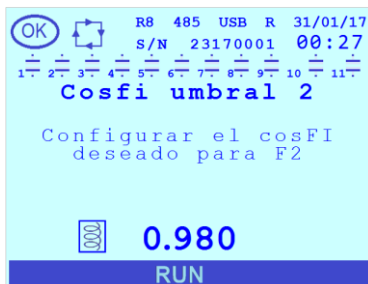 OK R8 485 USB R 31/01/17
S/N 23170001 00:27
1 2 3 4 5 6 7 8 9 10 11
Cosfi umbral 2
Configurar el cosFI
deseado para F2
0.980
RUN